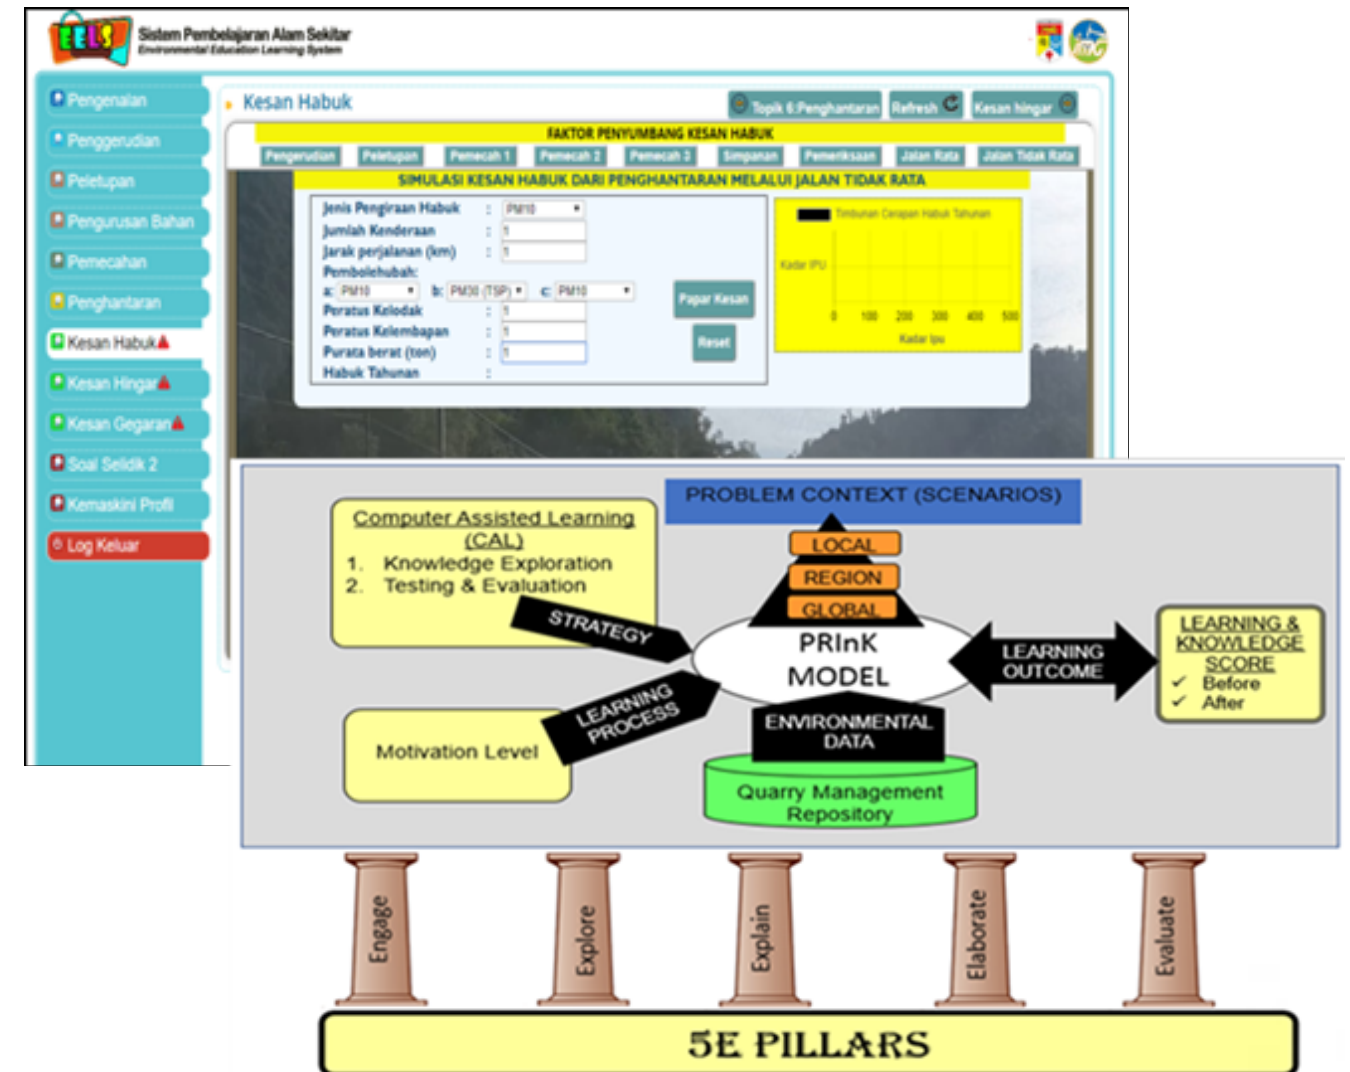 EELS
Sistem Pembelajaran Alam Sekitar
Environmental Education Learning System
Pengenalan
Penggerudian
Peletupan
Pengurusan Bahan
Pemecahan
Penghantaran
Kesan Habuk
Kesan Hingar
Kesan Gegaran
Soal Selidik 2
Kemaskini Profil
Log Keluar
Kesan Habuk
Topik 6:Penghantaran Refresh Kesan hingar
FAKTOR PENYUMBANG KESAN HABUK
Pengerudian Peletupan Pemecah 1 Pemecah 2 Pemecah 3 Simpanan Pemeriksaan Jalan Rata Jalan Tidak Rata
SIMULASI KESAN HABUK DARI PENGHANTARAN MELALUI JALAN TIDAK RATA
Jenis Pengiraan Habuk : PM10
Jumlah Kenderaan : 1
Jarak perjalanan (km) : 1
Pembolehubah:
a: PM10 b: PM30 (TSP) c: PM10
Peratus Kelodak : 1
Peratus Kelembapan : 1
Purata berat (ton) : 1
Habuk Tahunan :
Papar Kesan
Reset
Timbunan Cerapan Habuk Tahunan
Kadar IPU
0 100 200 300 400 500
Kadar Ipu
PROBLEM CONTEXT (SCENARIOS)
LOCAL
REGION
GLOBAL
Computer Assisted Learning
(CAL)
1. Knowledge Exploration
2. Testing & Evaluation
STRATEGY
PRInK
MODEL
LEARNING
OUTCOME
LEARNING &
KNOWLEDGE
SCORE
✓ Before
✓ After
LEARNING
PROCESS
Motivation Level
ENVIRONMENTAL
DATA
Quarry Management
Repository
Engage
Explore
Explain
Elaborate
Evaluate
5E PILLARS